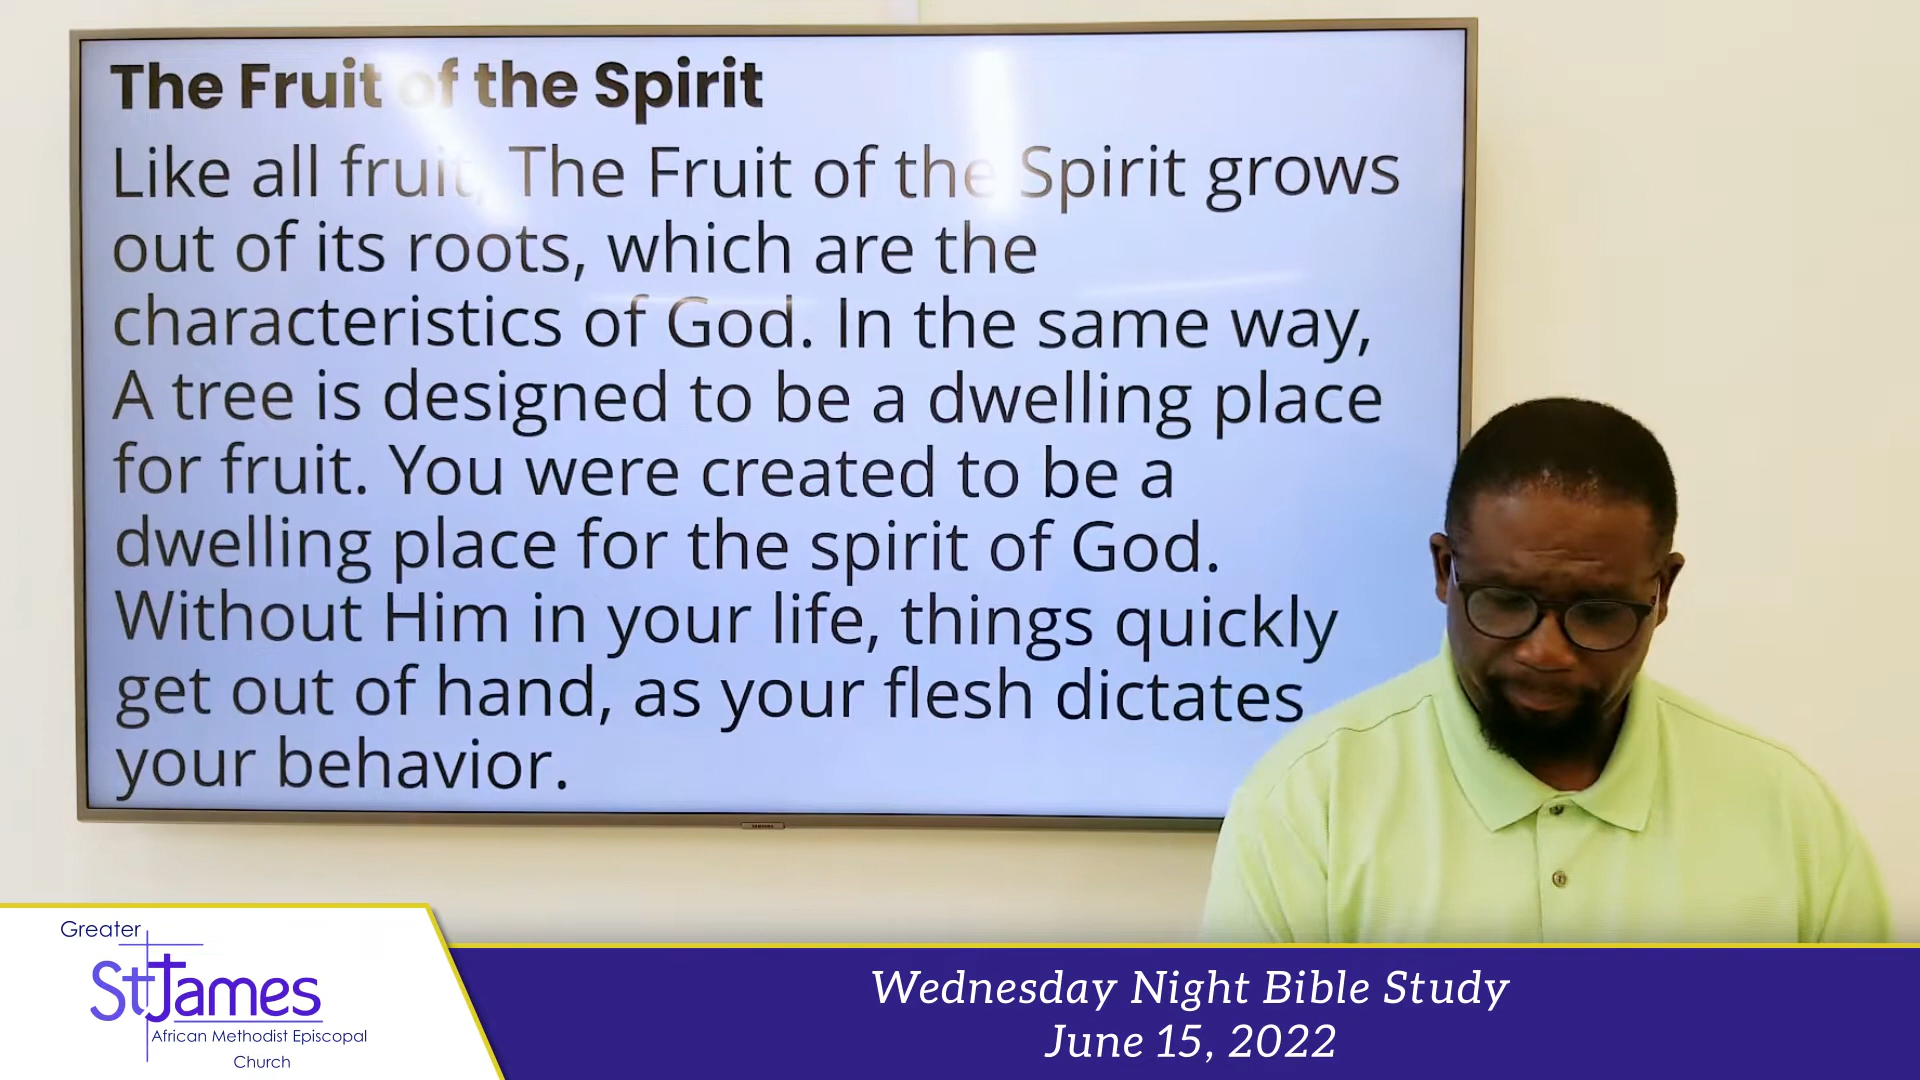 The Fruit of the Spirit
Like all fruit, The Fruit of the Spirit grows
out of its roots, which are the
characteristics of God. In the same way,
A tree is designed to be a dwelling place
for fruit. You were created to be a
dwelling place for the spirit of God.
Without Him in your life, things quickly
get out of hand, as your flesh dictates
your behavior.
SAMSUNG
Greater
St James
African Methodist Episcopal
Church
Wednesday Night Bible Study
June 15, 2022